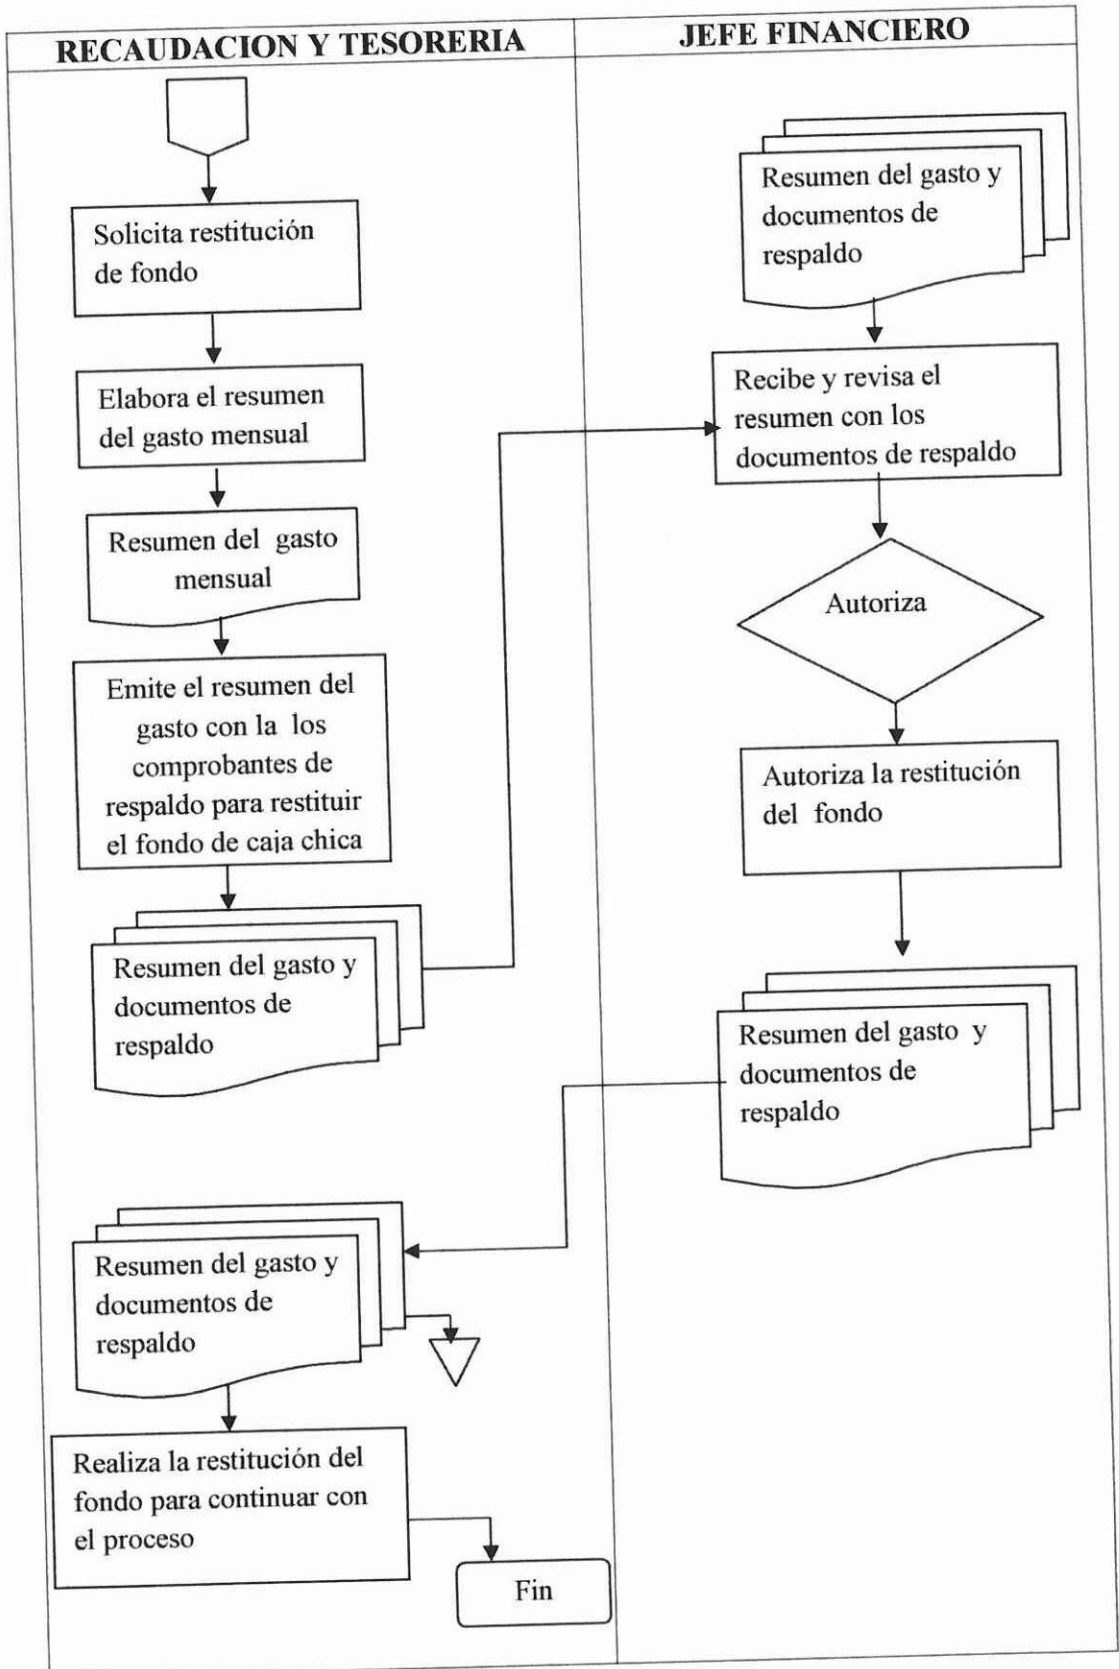 RECAUDACION Y TESORERIA
JEFE FINANCIERO
Solicita restitución
de fondo
Elabora el resumen
del gasto mensual
Resumen del gasto
mensual
Emite el resumen del
gasto con la los
comprobantes de
respaldo para restituir
el fondo de caja chica
Resumen del gasto y
documentos de
respaldo
Resumen del gasto y
documentos de
respaldo
Realiza la restitución del
fondo para continuar con
el proceso
Fin
Resumen del gasto y
documentos de
respaldo
Recibe y revisa el
resumen con los
documentos de respaldo
Autoriza
Autoriza la restitución
del fondo
Resumen del gasto y
documentos de
respaldo